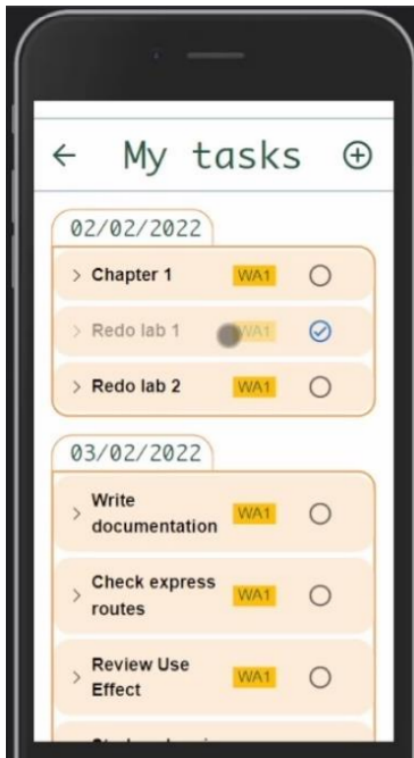 My tasks
02/02/2022
Chapter 1 WA1
Redo lab 1 WA1
Redo lab 2 WA1
03/02/2022
Write
documentation WA1
Check express
routes WA1
Review Use
Effect WA1